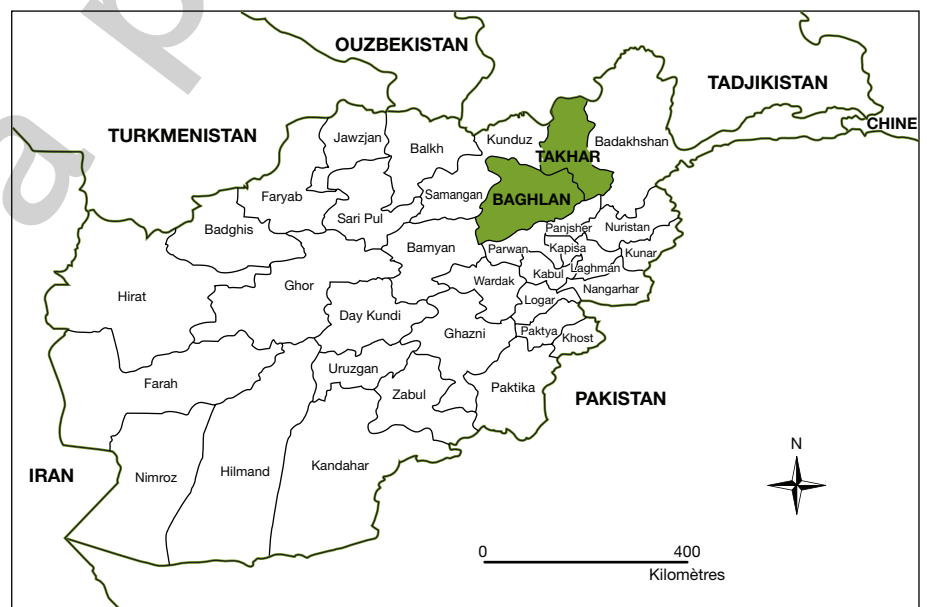 OUZBEKISTAN
TADJIKISTAN
CHINE
TURKMENISTAN
Jawzjan
Balkh
Kunduz
TAKHAR
Badakhshan
Faryab
Samangan
BAGHLAN
Sari Pul
Badghis
Panjsher
Nuristan
Bamyan
Parwan
Kapisa
Kunar
Laghman
Kabul
Wardak
Nangarhar
Hirat
Ghor
Logar
Day Kundi
Ghazni
Paktya
Khost
Uruzgan
Farah
Zabul
Paktika
PAKISTAN
IRAN
Nimroz
Hilmand
Kandahar
N
0 400
Kilomètres
a p